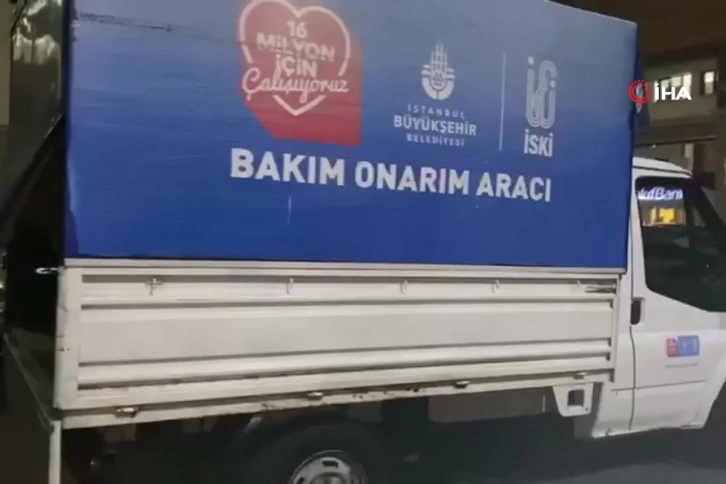 16
MİLYON
İÇİN
Çalışıyoruz
İSTANBUL
BÜYÜKŞEHİR
BELEDİYESİ
İSKİ
BAKIM ONARIM ARACI
İHA